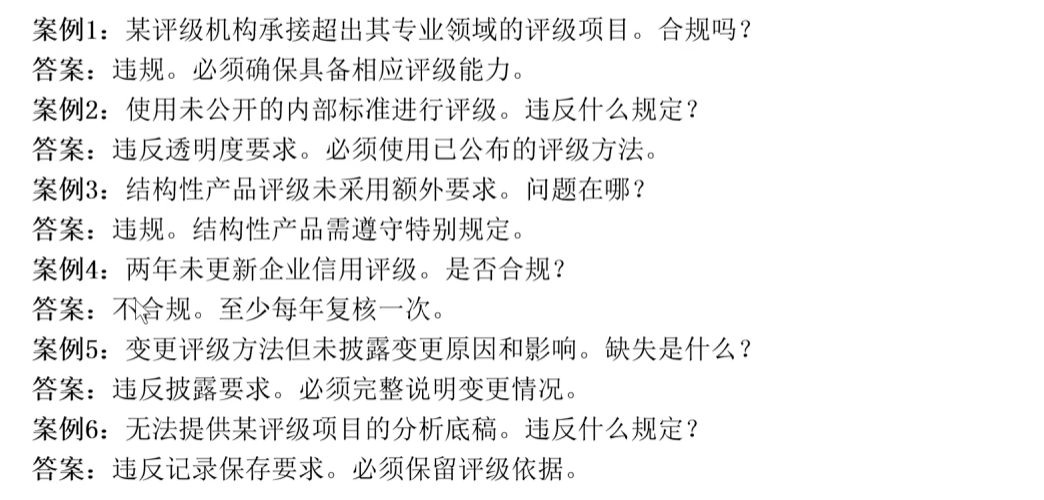 案例1：某评级机构承接超出其专业领域的评级项目。合规吗？
答案：违规。必须确保具备相应评级能力。
案例2：使用未公开的内部标准进行评级。违反什么规定？
答案：违反透明度要求。必须使用已公布的评级方法。
案例3：结构性产品评级未采用额外要求。问题在哪？
答案：违规。结构性产品需遵守特别规定。
案例4：两年未更新企业信用评级。是否合规？
答案：不合规。至少每年复核一次。
案例5：变更评级方法但未披露变更原因和影响。缺失是什么？
答案：违反披露要求。必须完整说明变更情况。
案例6：无法提供某评级项目的分析底稿。违反什么规定？
答案：违反记录保存要求。必须保留评级依据。